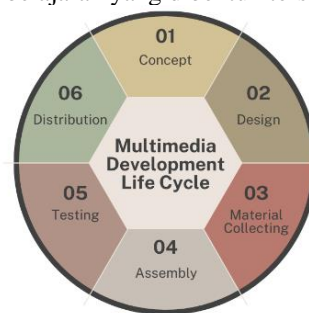 01
Concept
02
Design
03
Material
Collecting
04
Assembly
05
Testing
06
Distribution
Multimedia
Development
Life Cycle